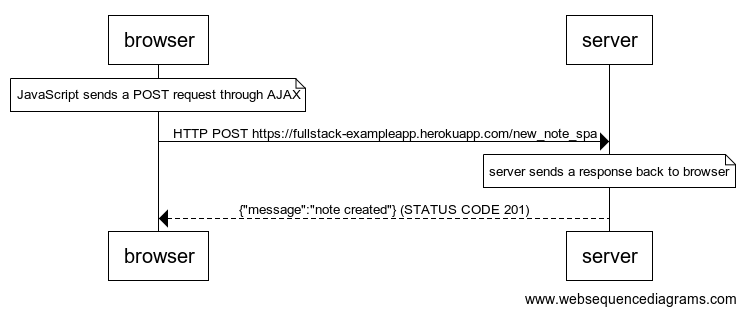 browser
server
JavaScript sends a POST request through AJAX
HTTP POST https://fullstack-exampleapp.herokuapp.com/new_note_spa
server sends a response back to browser
{"message":"note created"} (STATUS CODE 201)
browser
server
www.websequencediagrams.com